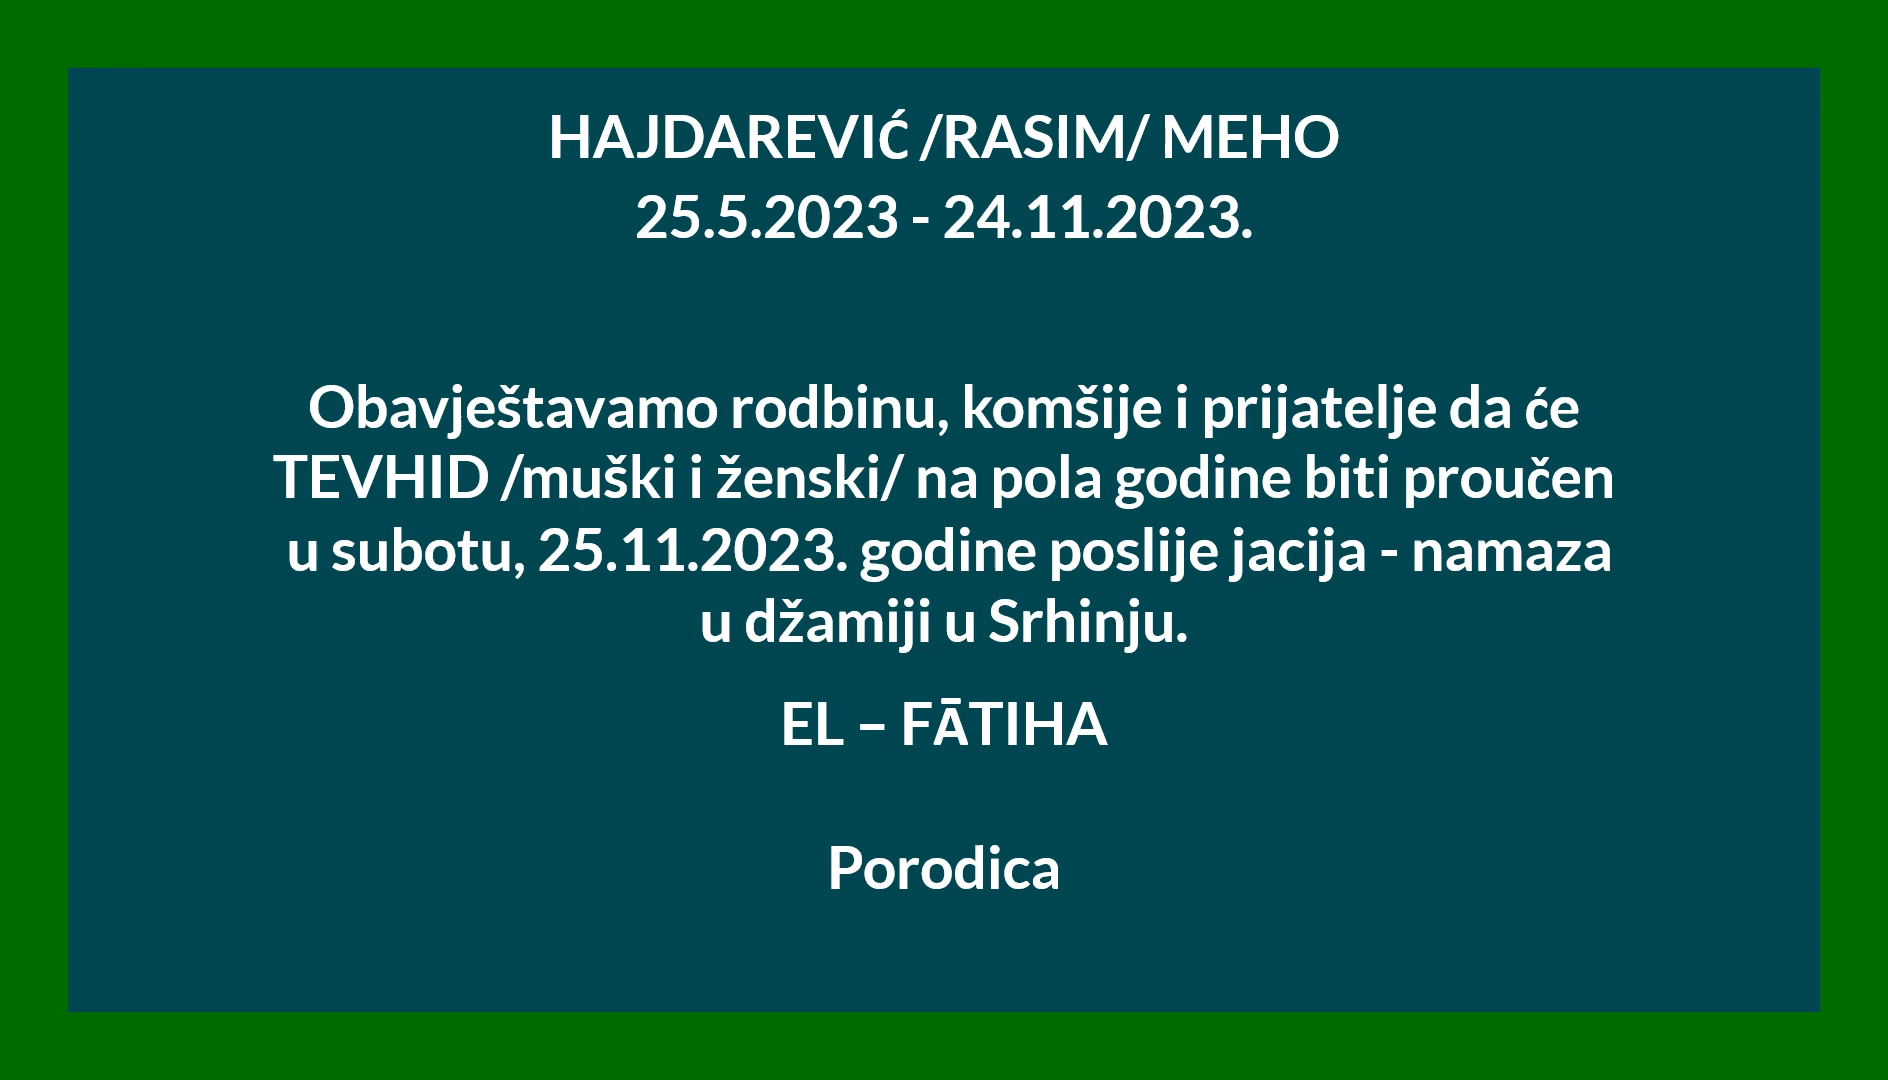 HAJDAREVIĆ /RASIM/ MEHO
25.5.2023 - 24.11.2023.
Obavještavamo rodbinu, komšije i prijatelje da će
TEVHID /muški i ženski/ na pola godine biti proučen
u subotu, 25.11.2023. godine poslije jacija - namaza
u džamiji u Srhinju.
EL – FĀTIHA
Porodica